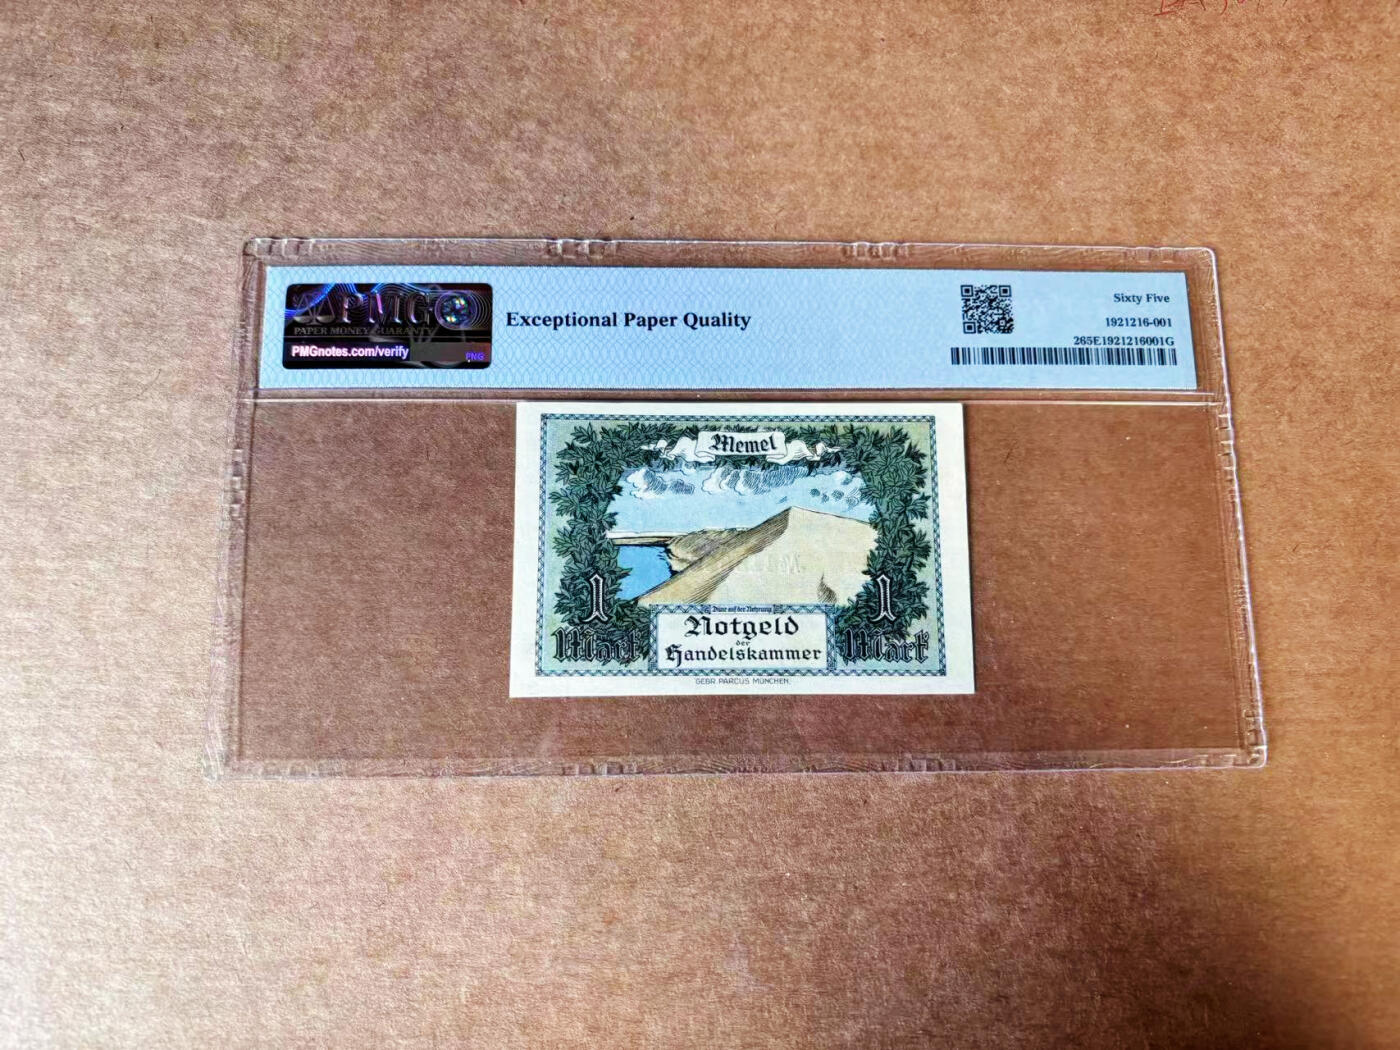 PMG
PAPER MONEY GUARANTY
PMGnotes.com/verify
PNG
Exceptional Paper Quality
Sixty Five
1921216-001
265E1921216001G
Memel
1 Mark
1 Mark
Düne auf der Nehrung
Notgeld
der
Handelskammer
GEBR. PARCUS MÜNCHEN.